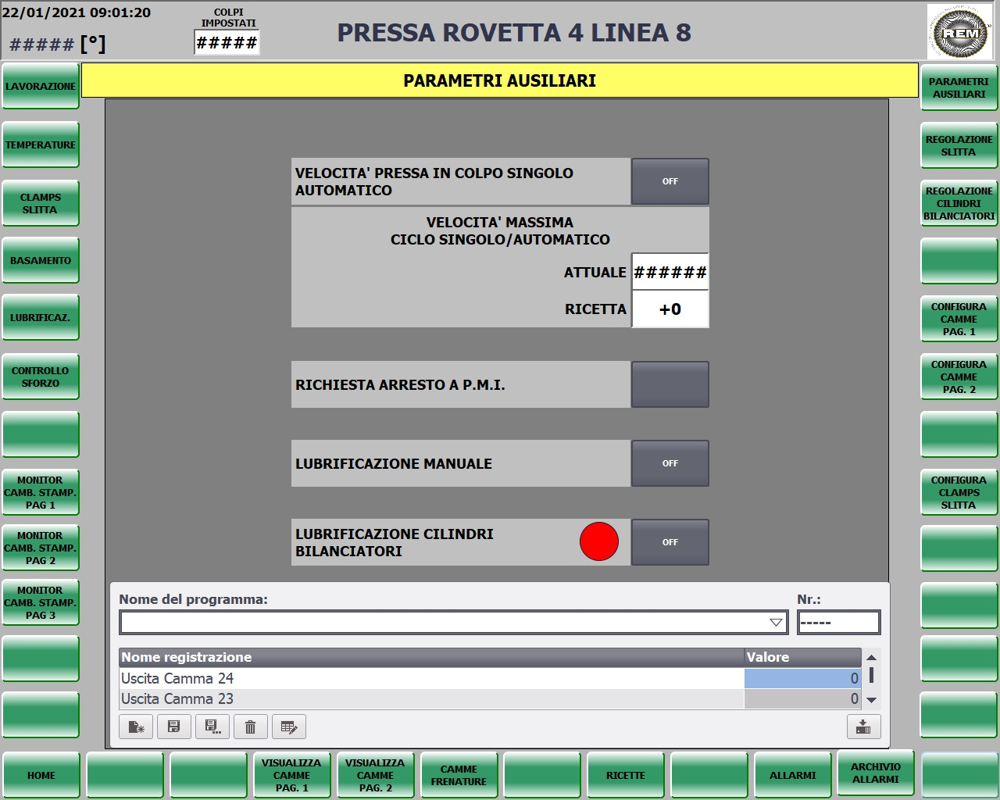 22/01/2021 09:01:20
COLPI
IMPOSTATI
##### [°]
#####
PRESSA ROVETTA 4 LINEA 8
REM
PARAMETRI AUSILIARI
LAVORAZIONE
TEMPERATURE
CLAMPS
SLITTA
BASAMENTO
LUBRIFICAZ.
CONTROLLO
SFORZO
MONITOR
CAMB. STAMP.
PAG 1
MONITOR
CAMB. STAMP.
PAG 2
MONITOR
CAMB. STAMP.
PAG 3
VELOCITA' PRESSA IN COLPO SINGOLO
AUTOMATICO
OFF
VELOCITA' MASSIMA
CICLO SINGOLO/AUTOMATICO
ATTUALE ######
RICETTA +0
RICHIESTA ARRESTO A P.M.I.
LUBRIFICAZIONE MANUALE OFF
LUBRIFICAZIONE CILINDRI
BILANCIATORI
OFF
Nome del programma: Nr.:
-----
Nome registrazione Valore
Uscita Camma 24 0
Uscita Camma 23 0
PARAMETRI
AUSILIARI
REGOLAZIONE
SLITTA
REGOLAZIONE
CILINDRI
BILANCIATORI
CONFIGURA
CAMME
PAG. 1
CONFIGURA
CAMME
PAG. 2
CONFIGURA
CLAMPS
SLITTA
HOME
VISUALIZZA
CAMME
PAG. 1
VISUALIZZA
CAMME
PAG. 2
CAMME
FRENATURE
RICETTE
ALLARMI
ARCHIVIO
ALLARMI